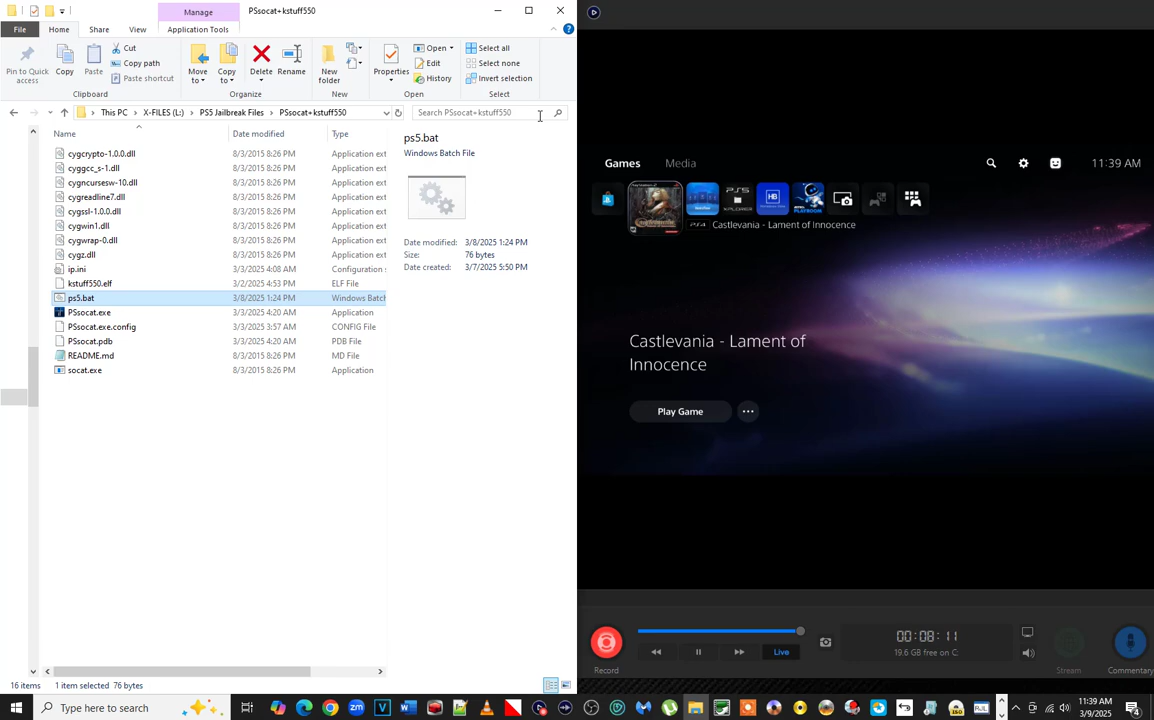 Manage
PSsocat+kstuff550
File
Home
Share
View
Application Tools
Pin to Quick access
Copy
Paste
Cut
Copy path
Paste shortcut
Clipboard
Move to
Copy to
Delete
Rename
Organize
New folder
New
Properties
Open
Edit
History
Open
Select all
Select none
Invert selection
Select
This PC > X-FILES (L:) > PS5 Jailbreak Files > PSsocat+kstuff550
Search PSsocat+kstuff550
Name Date modified Type
cygcrypto-1.0.0.dll 8/3/2015 8:26 PM Application ext
cyggcc_s-1.dll 8/3/2015 8:26 PM Application ext
cygncursesw-10.dll 8/3/2015 8:26 PM Application ext
cygreadline7.dll 8/3/2015 8:26 PM Application ext
cygssl-1.0.0.dll 8/3/2015 8:26 PM Application ext
cygwin1.dll 8/3/2015 8:26 PM Application ext
cygwrap-0.dll 8/3/2015 8:26 PM Application ext
cygz.dll 8/3/2015 8:26 PM Application ext
ip.ini 3/3/2025 4:08 AM Configuration s
kstuff550.elf 3/2/2025 4:53 PM ELF File
ps5.bat 3/8/2025 1:24 PM Windows Batch
PSsocat.exe 3/3/2025 4:20 AM Application
PSsocat.exe.config 3/3/2025 3:57 AM CONFIG File
PSsocat.pdb 3/3/2025 4:20 AM PDB File
README.md 8/3/2015 8:26 PM MD File
socat.exe 8/3/2015 8:26 PM Application
ps5.bat
Windows Batch File
Date modified: 3/8/2025 1:24 PM
Size: 76 bytes
Date created: 3/7/2025 5:50 PM
16 items 1 item selected 76 bytes
Games Media 11:39 AM
PS5
XPLORER
HB
PLAYROOM
PS4 Castlevania - Lament of Innocence
Castlevania - Lament of
Innocence
Play Game
Record
Live
00:08:11
19.6 GB free on C:
Stream
Commentary
Type here to search
11:39 AM
3/9/2025
4